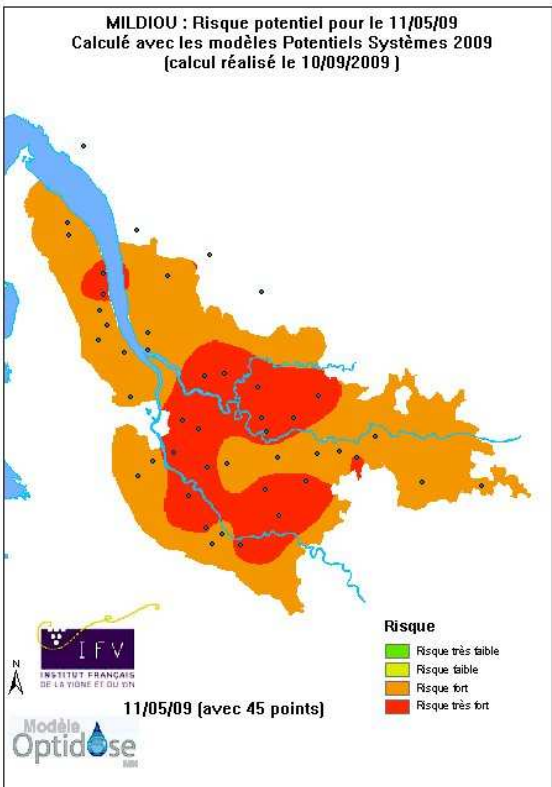 MILDIOU : Risque potentiel pour le 11/05/09
Calculé avec les modèles Potentiels Systèmes 2009
(calcul réalisé le 10/09/2009 )
Risque
Risque très faible
Risque faible
Risque fort
Risque très fort
IFV
INSTITUT FRANÇAIS
DE LA VIGNE ET DU VIN
N
11/05/09 (avec 45 points)
Modèle
Optidose